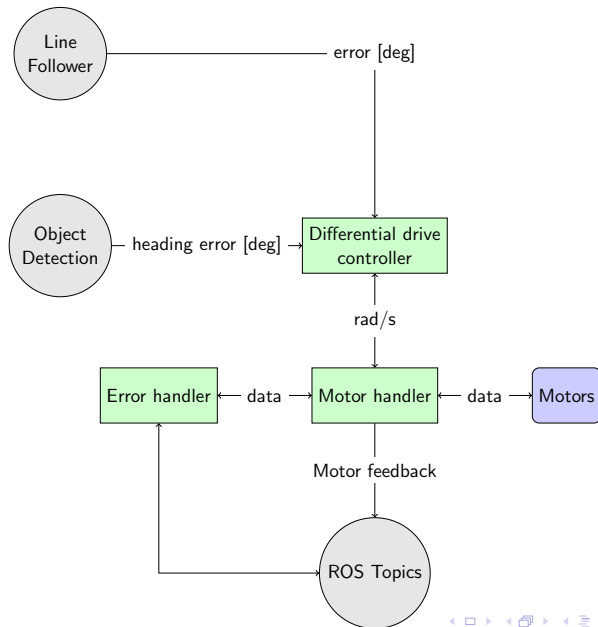 Line
Follower
error [deg]
Object
Detection
heading error [deg]
Differential drive
controller
rad/s
Error handler
data
Motor handler
data
Motors
Motor feedback
ROS Topics